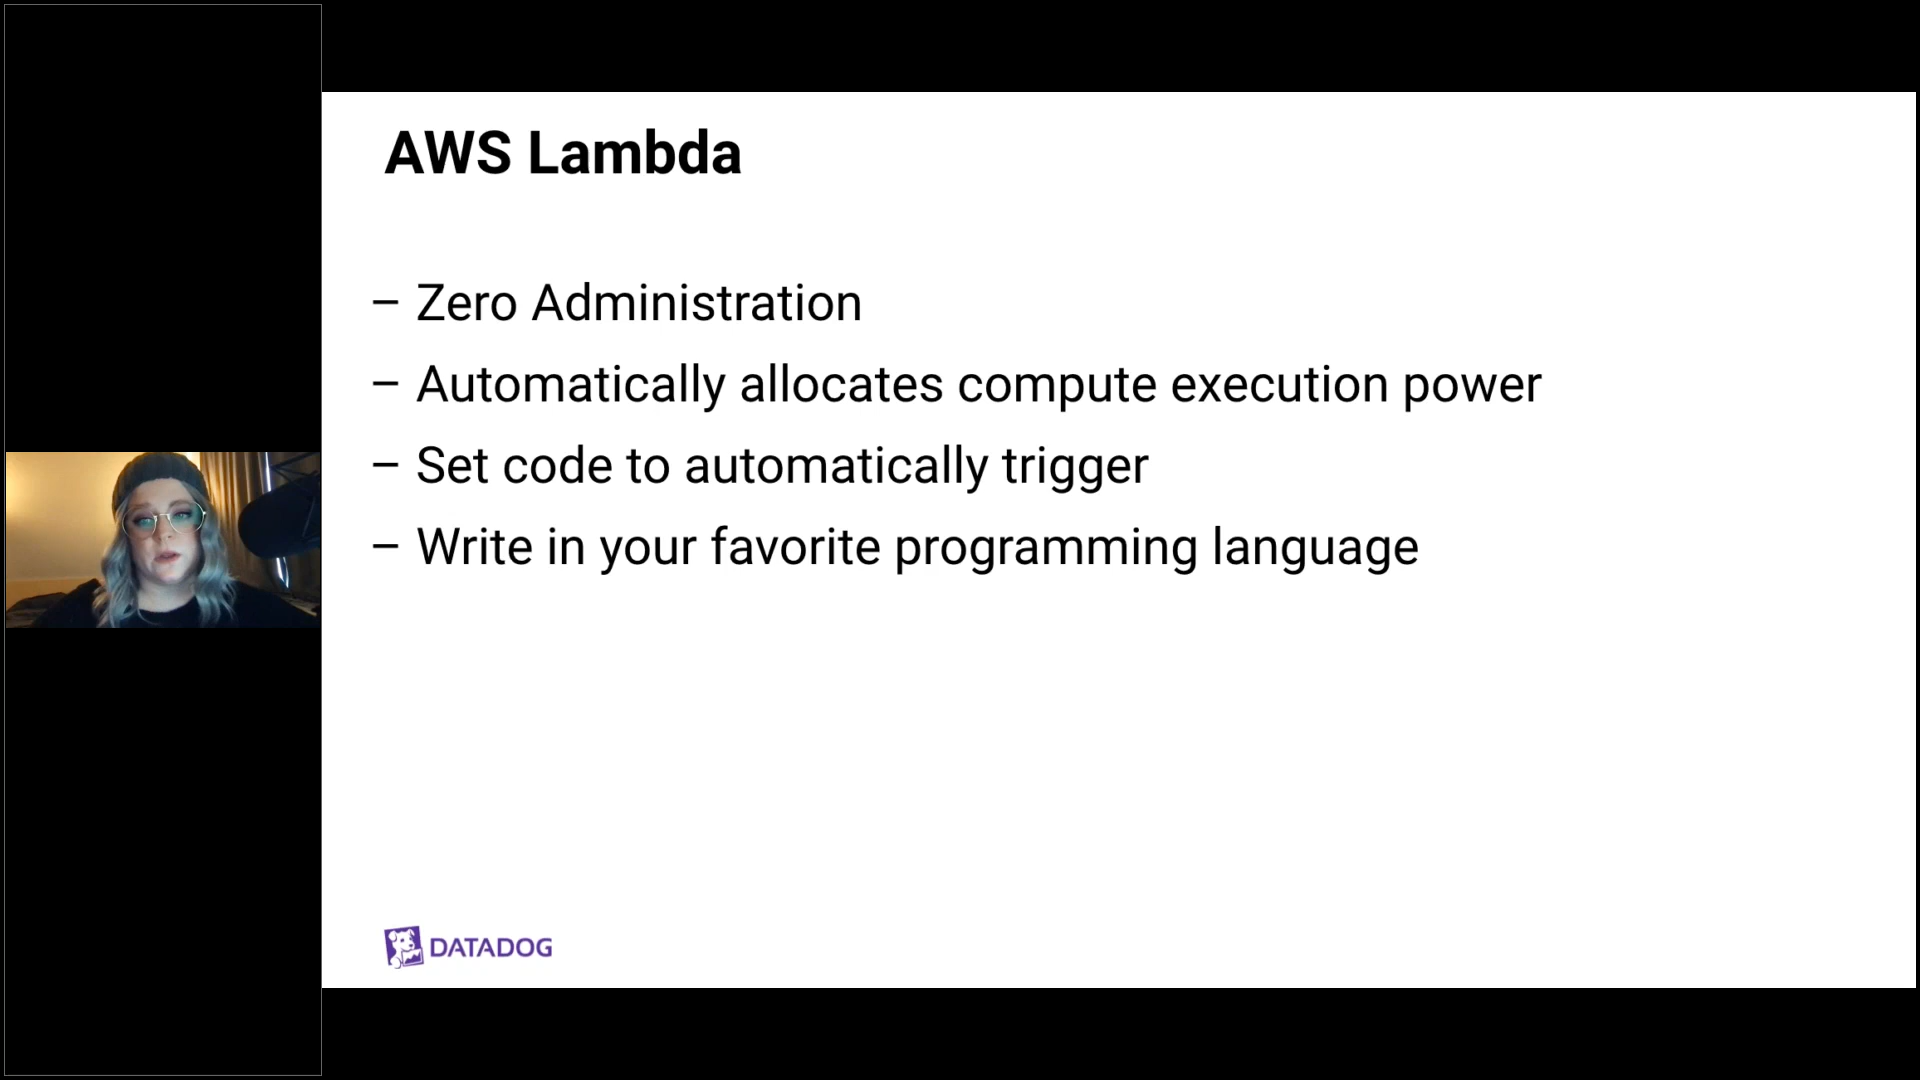 AWS Lambda
– Zero Administration
– Automatically allocates compute execution power
– Set code to automatically trigger
– Write in your favorite programming language
DATADOG